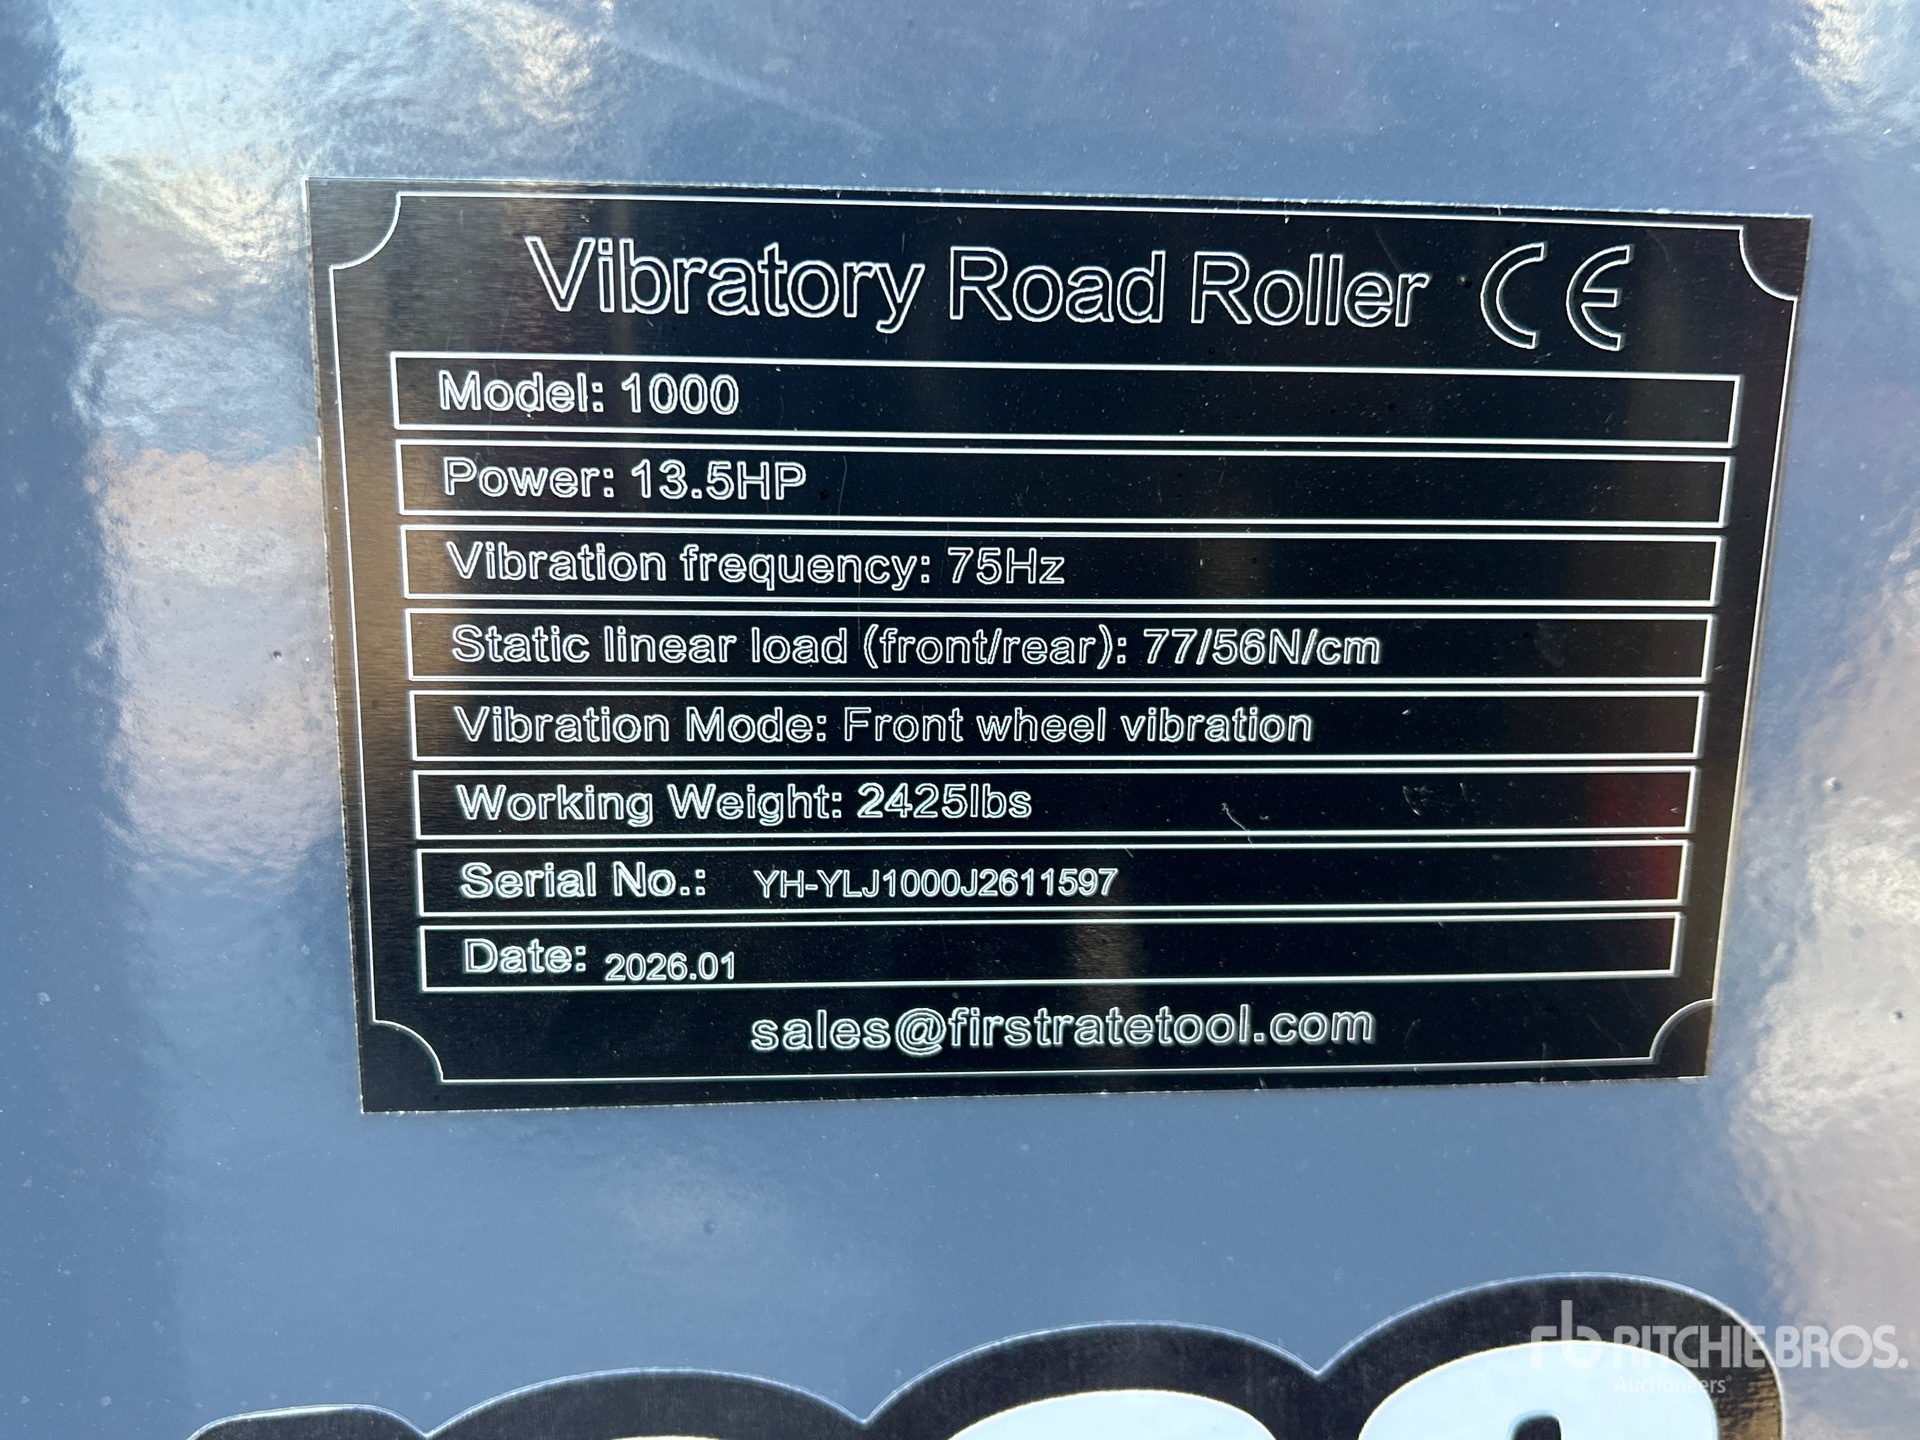 Vibratory Road Roller CE
Model: 1000
Power: 13.5HP
Vibration frequency: 75Hz
Static linear load (front/rear): 77/56N/cm
Vibration Mode: Front wheel vibration
Working Weight: 2425lbs
Serial No.: YH-YLJ1000J2611597
Date: 2026.01
sales@firstratetool.com
rb RITCHIE BROS.
Auctioneers